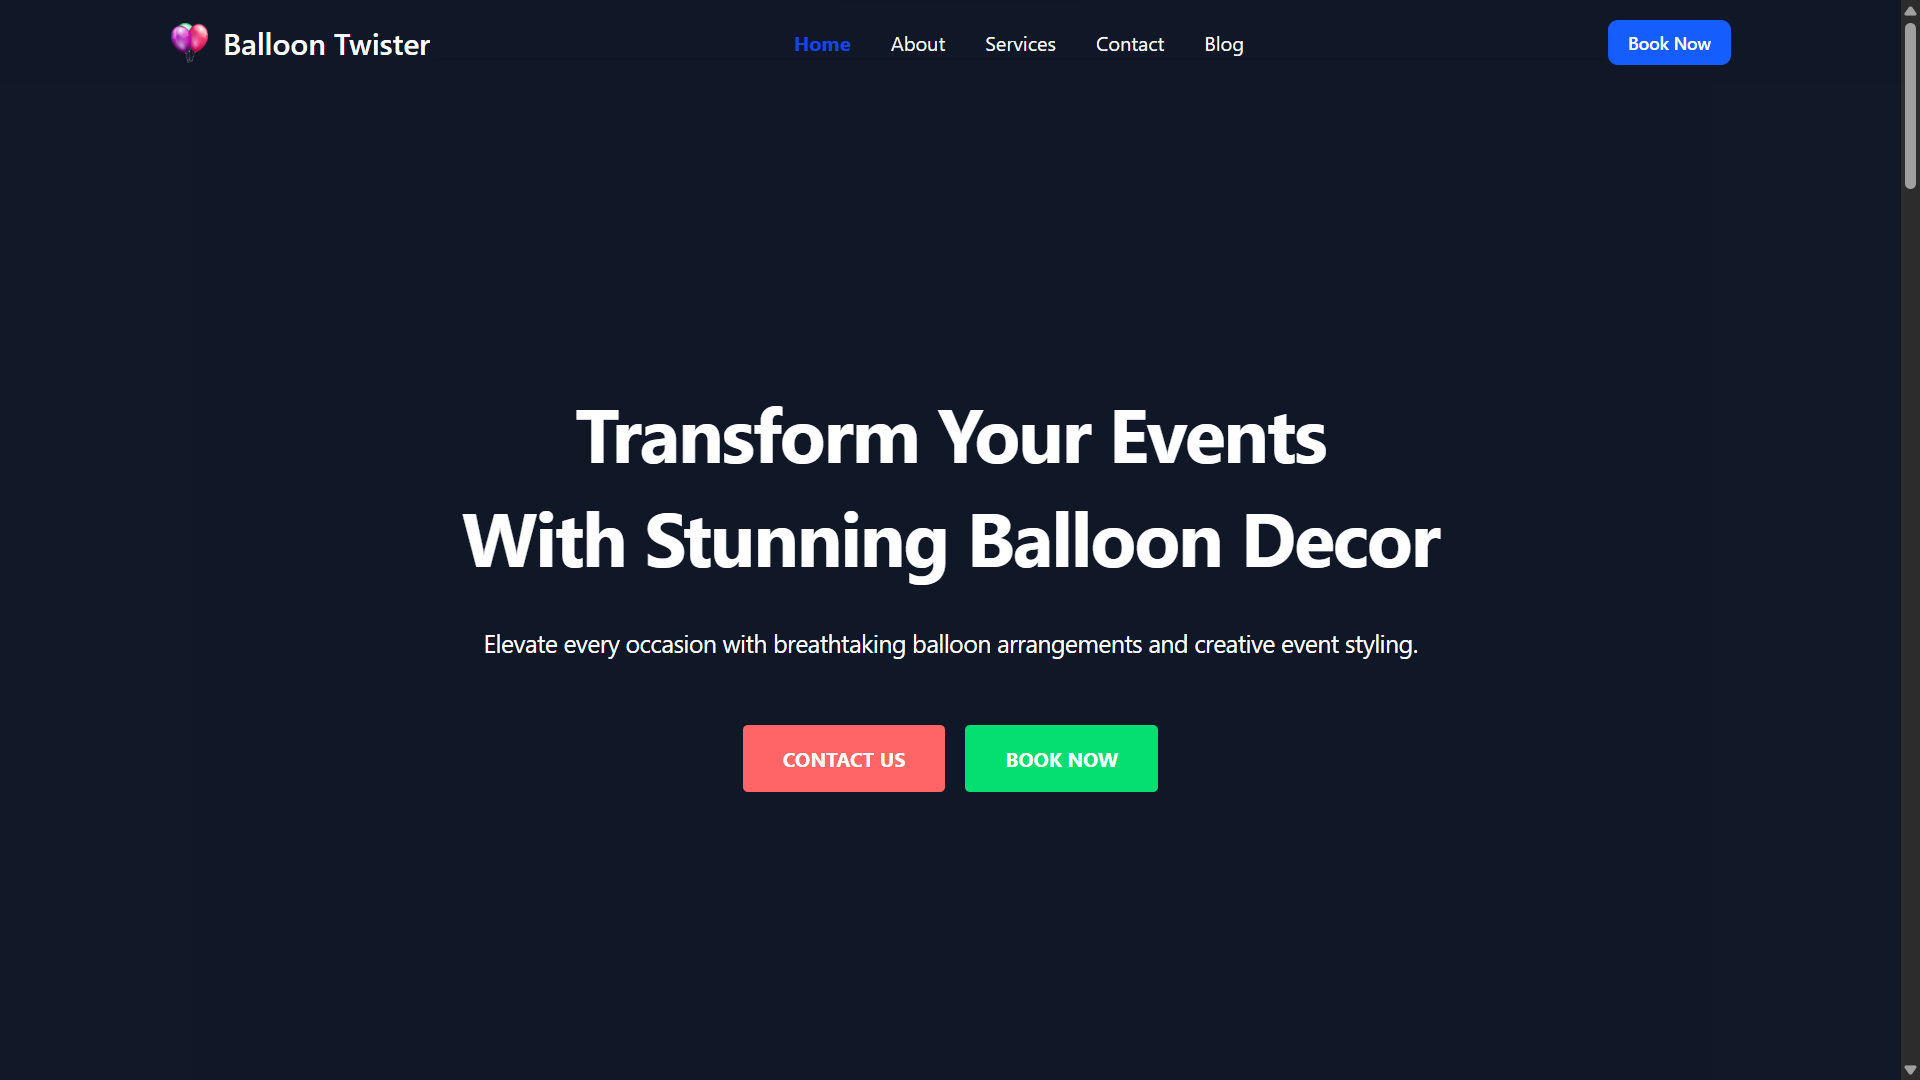 Balloon Twister
Home
About
Services
Contact
Blog
Book Now
Transform Your Events
With Stunning Balloon Decor
Elevate every occasion with breathtaking balloon arrangements and creative event styling.
CONTACT US
BOOK NOW